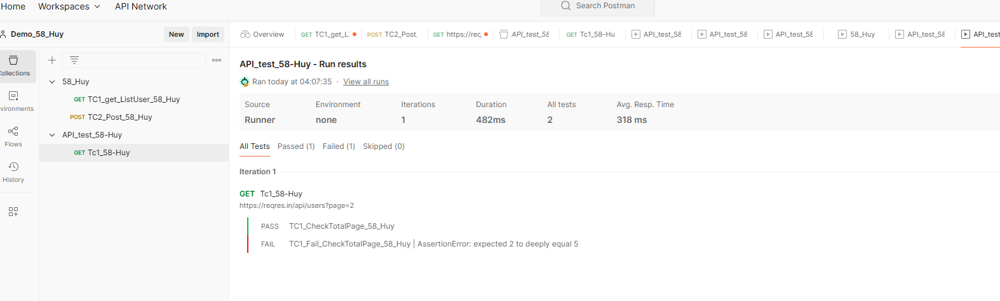 Home Workspaces API Network Search Postman
Demo_58_Huy New Import Overview GET TC1_get_L POST TC2_Post_ GET https://req API_test_58 GET Tc1_58-Hu API_test_58 API_test_58 API_test_58 58_Huy API_test_58 API_test
Collections
58_Huy
GET TC1_get_ListUser_58_Huy
POST TC2_Post_58_Huy
API_test_58-Huy
GET Tc1_58-Huy
vironments
Flows
History
API_test_58-Huy - Run results
Ran today at 04:07:35 · View all runs
Source Environment Iterations Duration All tests Avg. Resp. Time
Runner none 1 482ms 2 318 ms
All Tests Passed (1) Failed (1) Skipped (0)
Iteration 1
GET Tc1_58-Huy
https://reqres.in/api/users?page=2
PASS TC1_CheckTotalPage_58_Huy
FAIL TC1_Fail_CheckTotalPage_58_Huy | AssertionError: expected 2 to deeply equal 5